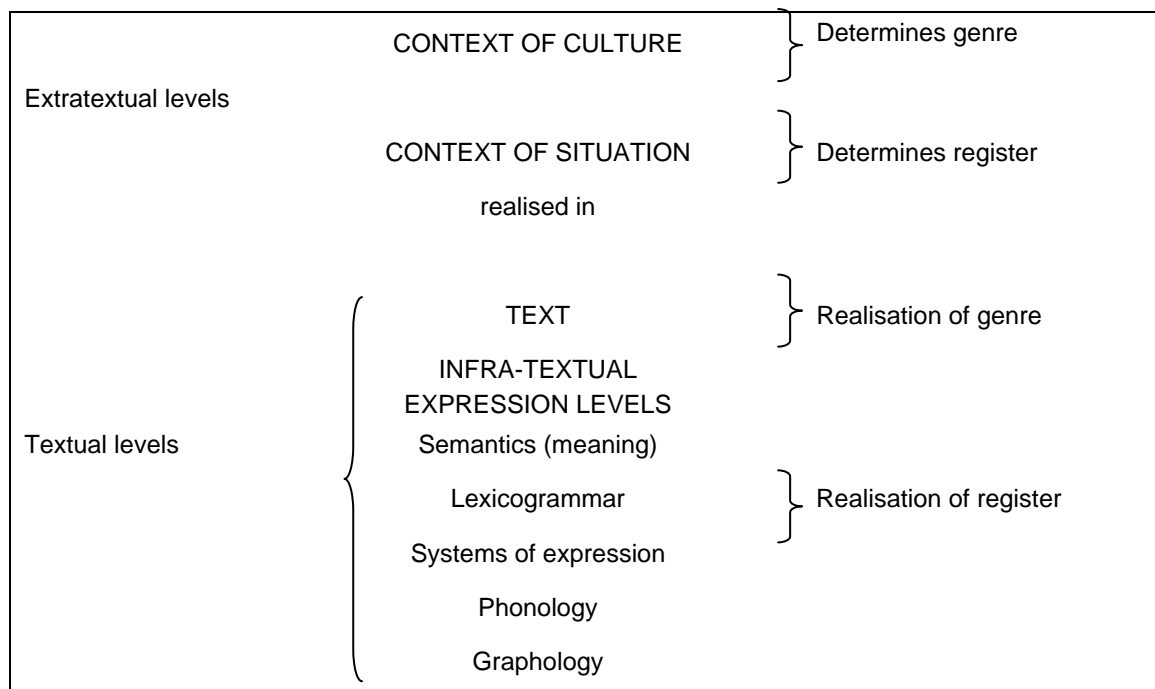 CONTEXT OF CULTURE
Determines genre
Extratextual levels
CONTEXT OF SITUATION
Determines register
realised in
TEXT
Realisation of genre
INFRA-TEXTUAL
EXPRESSION LEVELS
Textual levels
Semantics (meaning)
Lexicogrammar
Realisation of register
Systems of expression
Phonology
Graphology